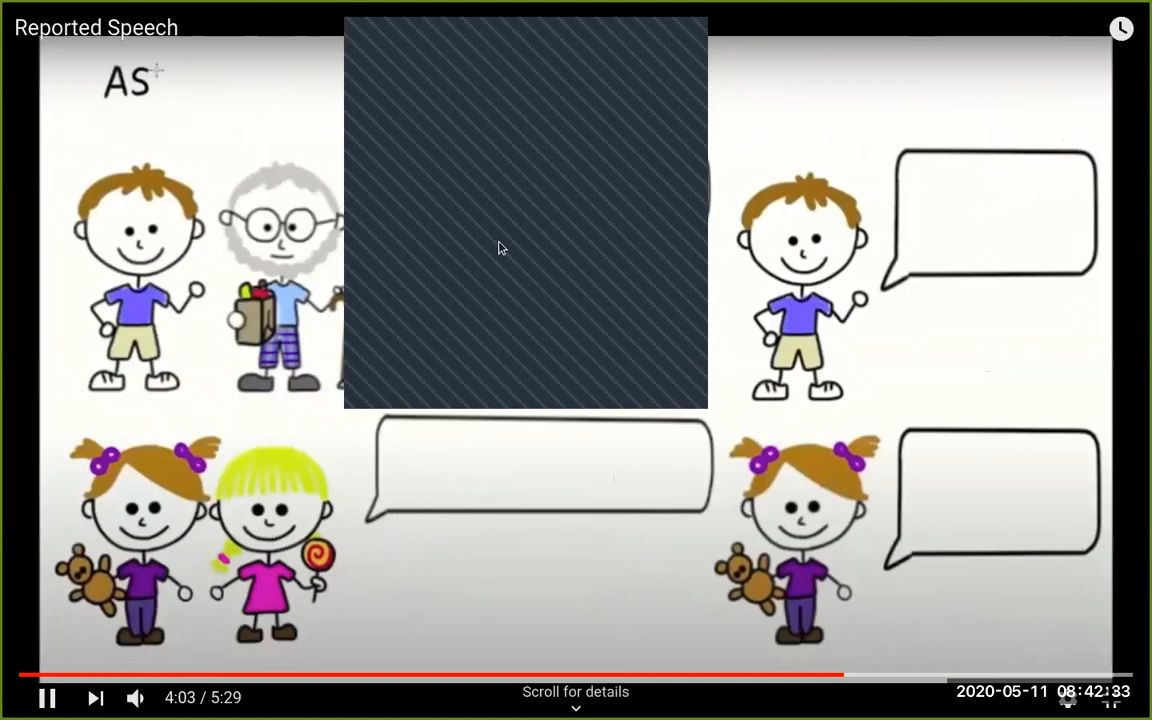 Reported Speech
AS
4:03 / 5:29
Scroll for details
2020-05-11 08:42:33